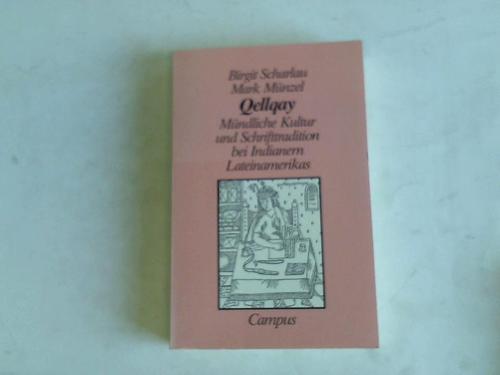 Birgit Scharlau
Mark Münzel
Qellqay
Mündliche Kultur
und Schrifttradition
bei Indianern
Lateinamerikas
Campus